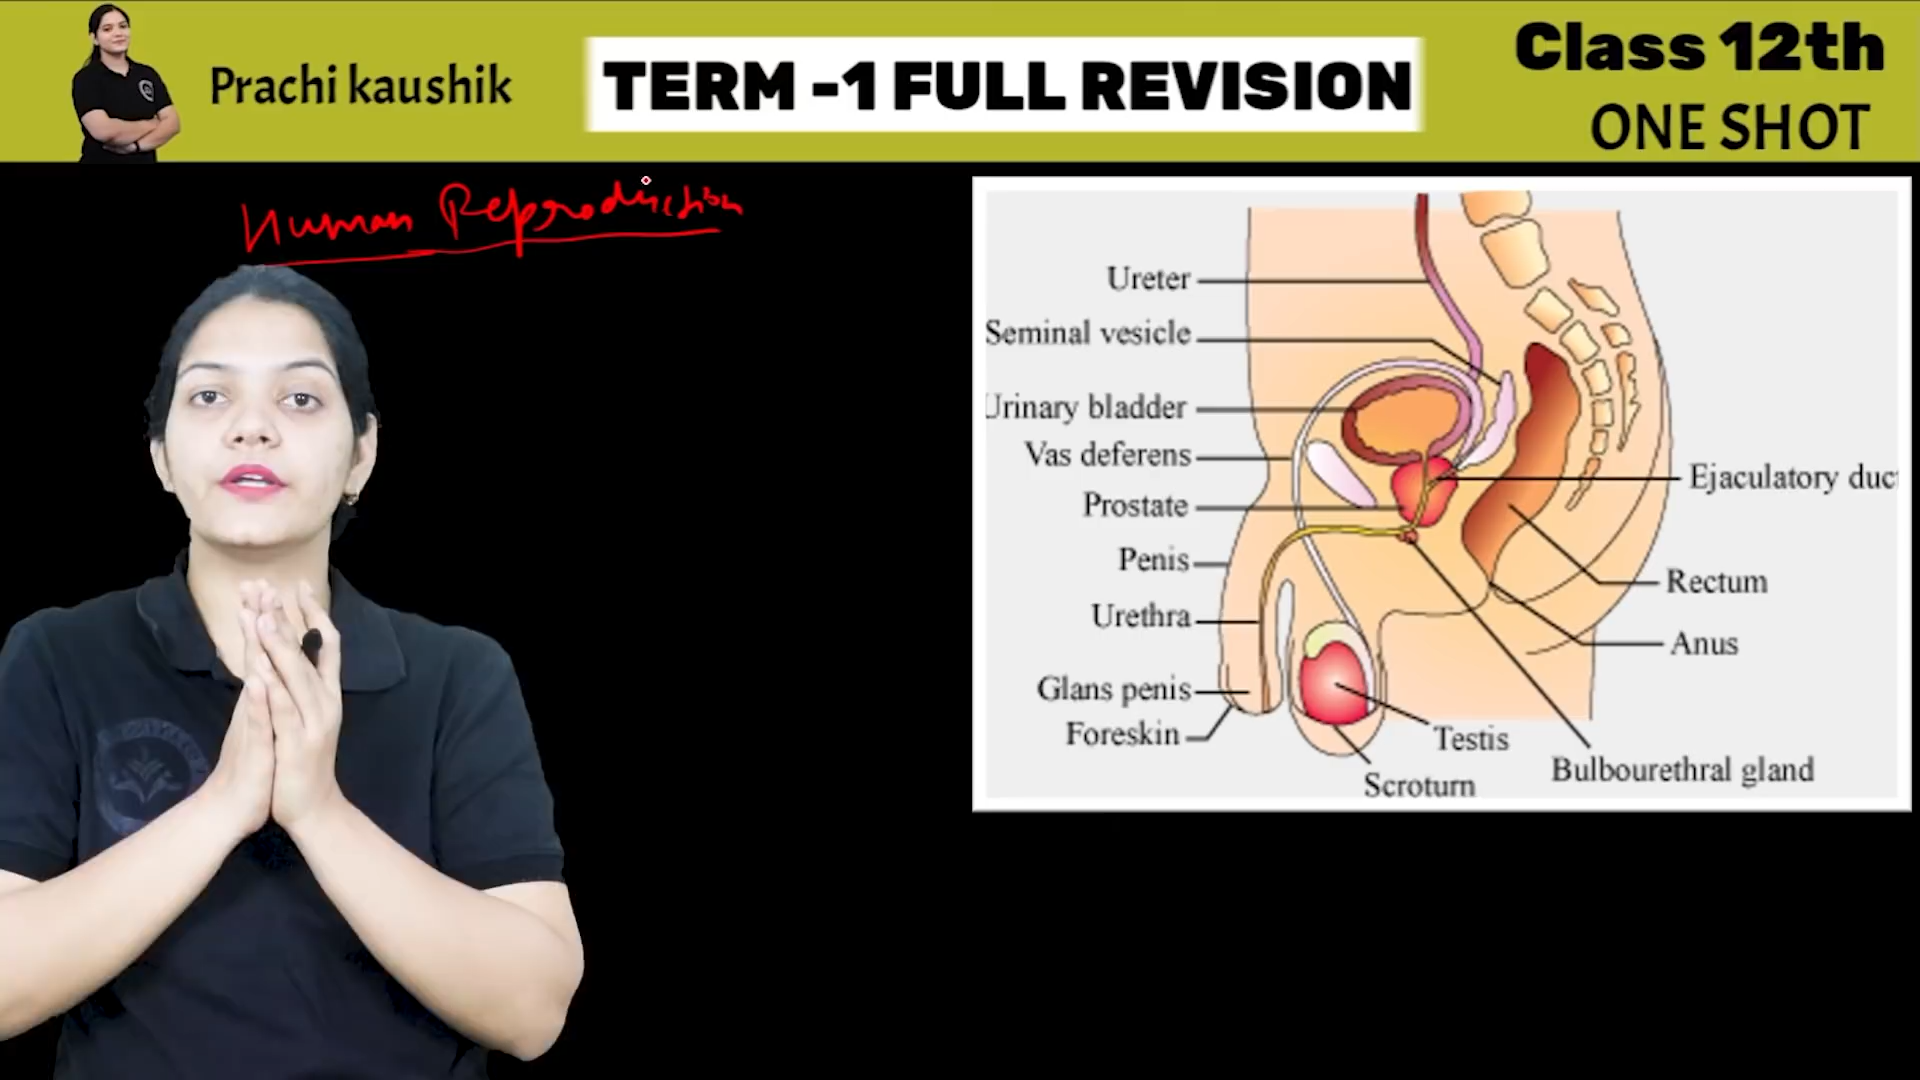 Prachi kaushik
TERM -1 FULL REVISION
Class 12th
ONE SHOT
Human Reproduction
Ureter
Seminal vesicle
Urinary bladder
Vas deferens
Prostate
Penis
Urethra
Glans penis
Foreskin
Ejaculatory duc
Rectum
Anus
Testis
Bulbourethral gland
Scrotum